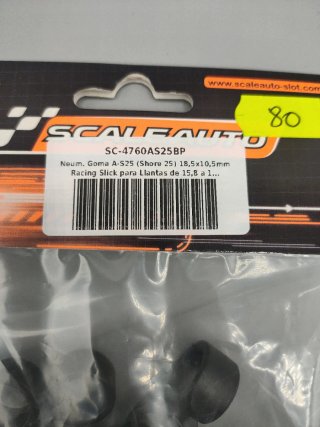 www.scaleauto-slot.com
80
SCALEAUTO
SC-4760AS25BP
Neum. Goma A-S25 (Shore 25) 18,5x10,5mm
Racing Slick para Llantas de 15,8 a 1...